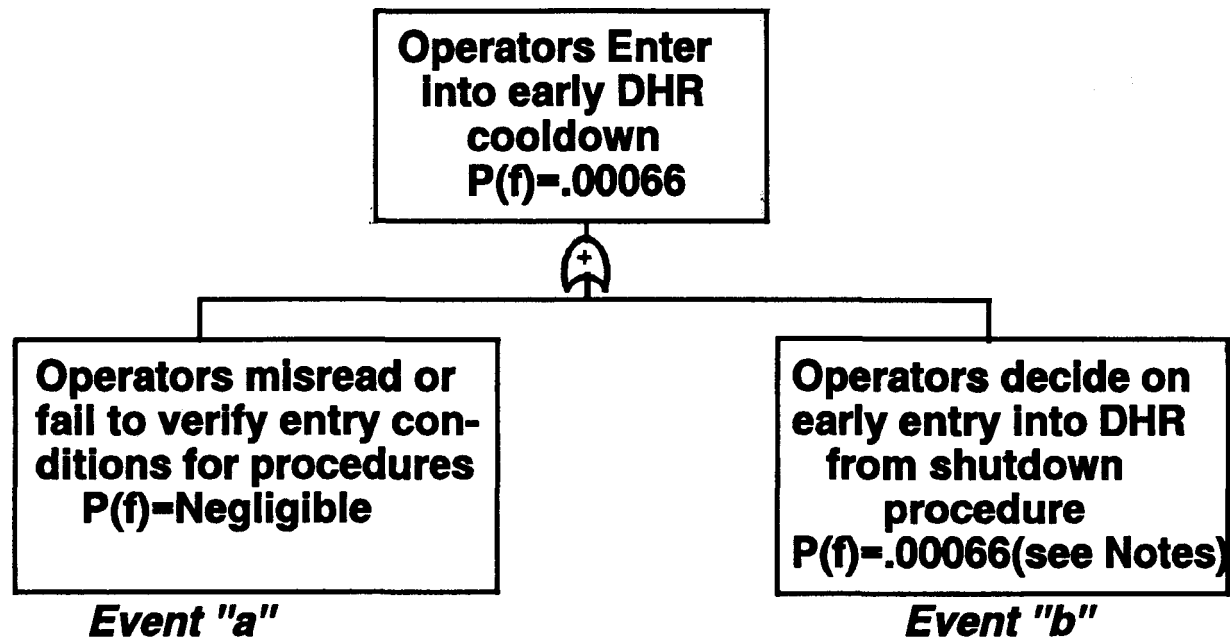 Operators Enter
into early DHR
cooldown
P(f)=.00066
+
Operators misread or
fail to verify entry con-
ditions for procedures
P(f)=Negligible
Event "a"
Operators decide on
early entry into DHR
from shutdown
procedure
P(f)=.00066(see Notes)
Event "b"